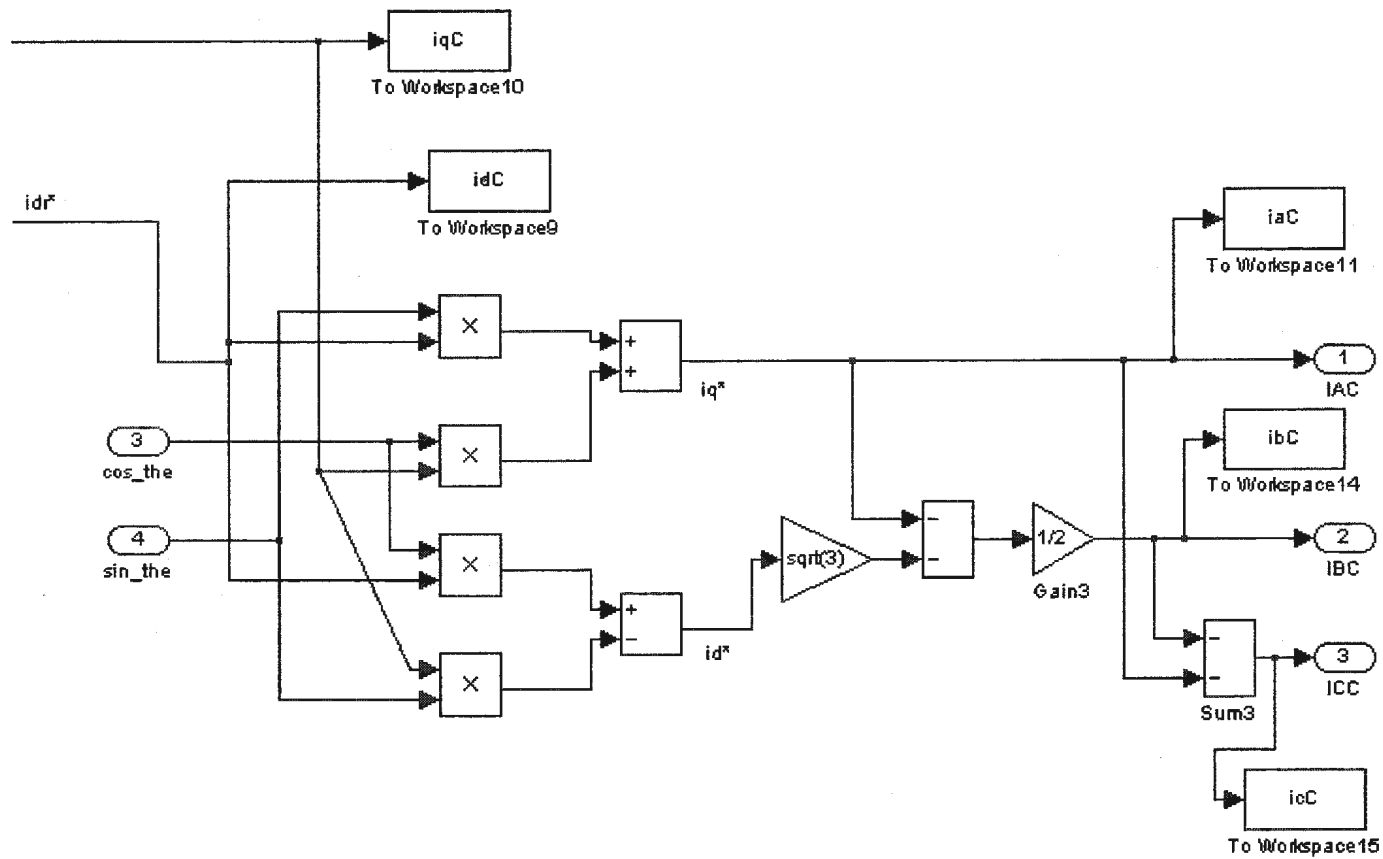 iqC
To Workspace10
idC
To Workspace9
idr*
iaC
To Workspace11
×
+
+
iq*
1
IAC
3
cos_the
×
ibC
To Workspace14
4
sin_the
×
sqrt(3)
-
-
1/2
Gain3
2
IBC
+
-
id*
×
-
-
Sum3
3
ICC
icC
To Workspace15